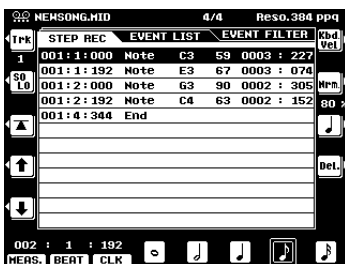 NEWSONG.MID 4/4 Reso.384 ppq
Trk STEP REC EVENT LIST EVENT FILTER Kbd. Vel
1 001:1:000 Note C3 59 0003 : 227
001:1:192 Note E3 67 0003 : 074
SO LO 001:2:000 Note G3 90 0002 : 305 Nrm.
001:2:192 Note C4 63 0002 : 152 80 %
001:4:344 End
Del.
002 : 1 : 192
MEAS. BEAT CLK